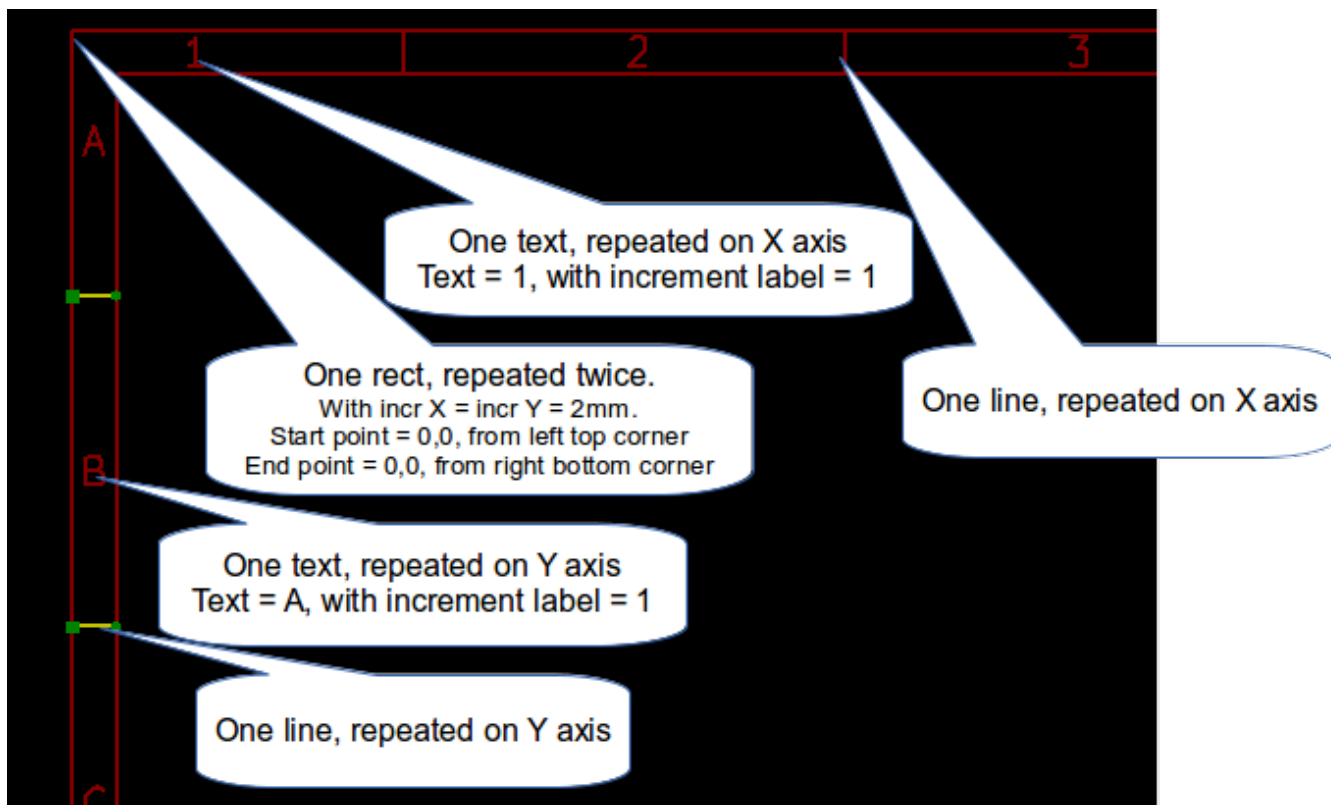 1 2 3
A
One text, repeated on X axis
Text = 1, with increment label = 1
One rect, repeated twice.
With incr X = incr Y = 2mm.
Start point = 0,0, from left top corner
End point = 0,0, from right bottom corner
One line, repeated on X axis
B
One text, repeated on Y axis
Text = A, with increment label = 1
One line, repeated on Y axis
C